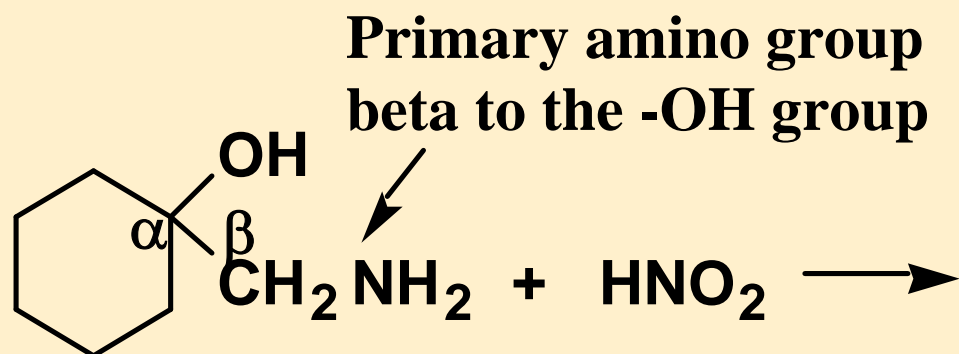 Primary amino group
beta to the -OH group
OH
α β
CH2 NH2 + HNO2